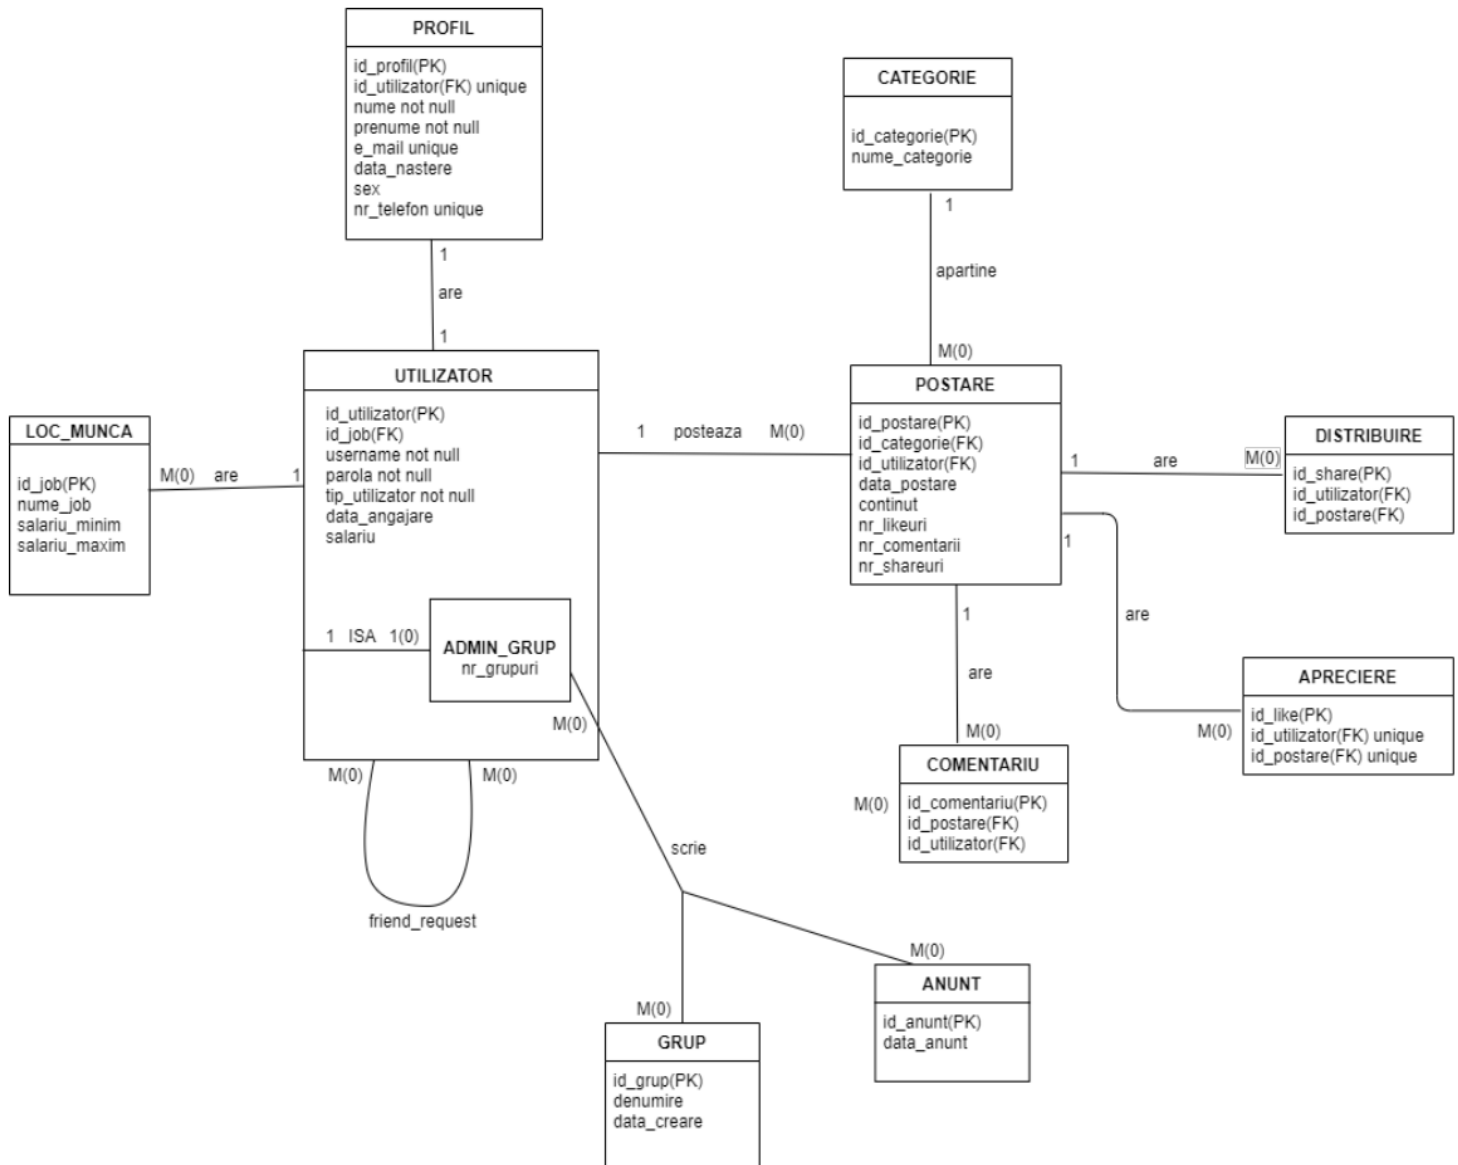 PROFIL
id_profil(PK)
id_utilizator(FK) unique
nume not null
prenume not null
e_mail unique
data_nastere
sex
nr_telefon unique
1
are
1
CATEGORIE
id_categorie(PK)
nume_categorie
1
apartine
M(0)
UTILIZATOR
id_utilizator(PK)
id_job(FK)
username not null
parola not null
tip_utilizator not null
data_angajare
salariu
1 ISA 1(0)
ADMIN_GRUP
nr_grupuri
M(0)
M(0)
M(0)
friend_request
LOC_MUNCA
id_job(PK)
nume_job
salariu_minim
salariu_maxim
M(0) are 1
1 posteaza M(0)
POSTARE
id_postare(PK)
id_categorie(FK)
id_utilizator(FK)
data_postare
continut
nr_likeuri
nr_comentarii
nr_shareuri
1 are M(0)
DISTRIBUIRE
id_share(PK)
id_utilizator(FK)
id_postare(FK)
1
are
M(0)
APRECIERE
id_like(PK)
id_utilizator(FK) unique
id_postare(FK) unique
1
are
M(0)
COMENTARIU
M(0)
id_comentariu(PK)
id_postare(FK)
id_utilizator(FK)
scrie
M(0)
ANUNT
id_anunt(PK)
data_anunt
M(0)
GRUP
id_grup(PK)
denumire
data_creare